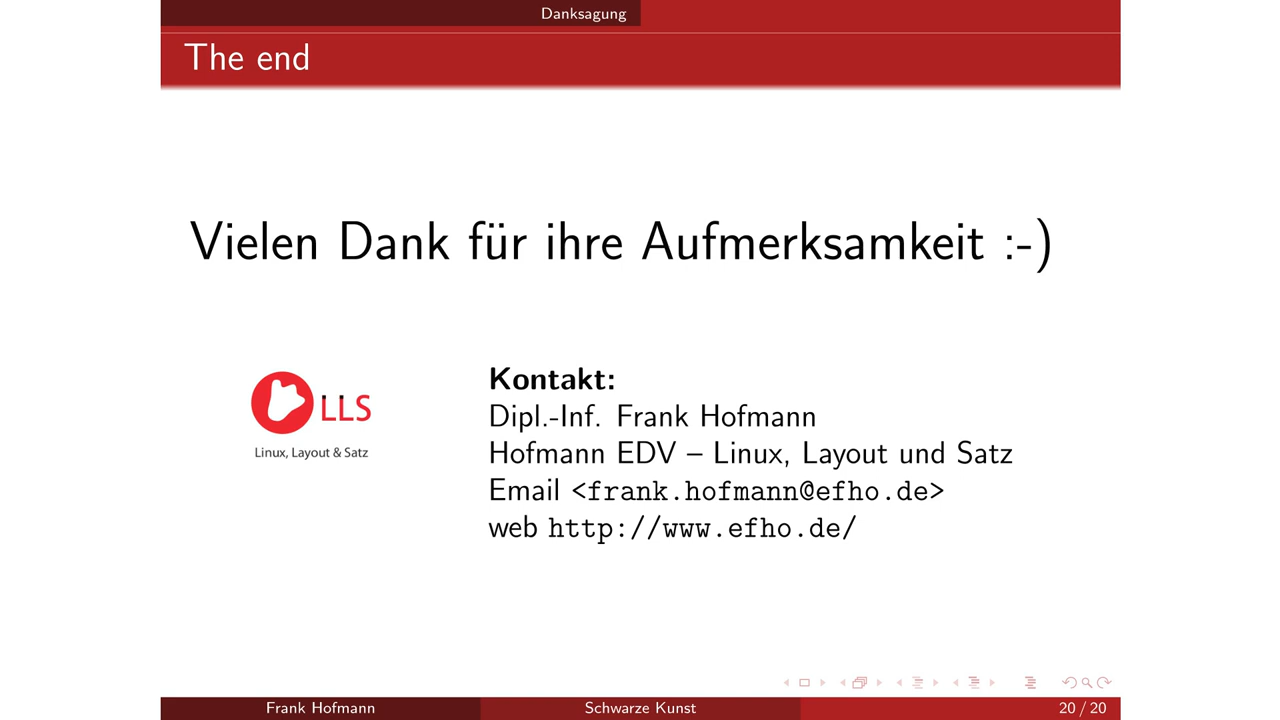 Danksagung
The end
Vielen Dank für ihre Aufmerksamkeit :-)
LLS
Linux, Layout & Satz
Kontakt:
Dipl.-Inf. Frank Hofmann
Hofmann EDV – Linux, Layout und Satz
Email <frank.hofmann@efho.de>
web http://www.efho.de/
Frank Hofmann
Schwarze Kunst
20 / 20